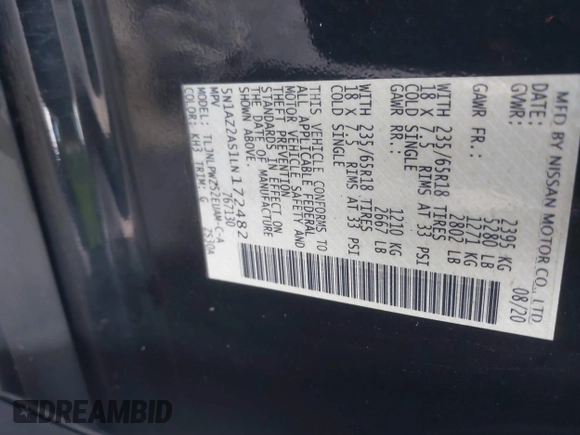 MFD BY NISSAN MOTOR CO., LTD.
DATE: 08/20
GVWR: 2395 KG
5280 LB
GAWR FR: 1271 KG
2802 LB
WITH 235/65R18 TIRES
18 X 7.5 RIMS AT 33 PSI
COLD SINGLE
GAWR RR: 1210 KG
2667 LB
WITH 235/65R18 TIRES
18 X 7.5 RIMS AT 33 PSI
COLD SINGLE
THIS VEHICLE CONFORMS TO
ALL APPLICABLE FEDERAL
MOTOR VEHICLE SAFETY AND
THEFT PREVENTION
STANDARDS IN EFFECT ON
THE DATE OF MANUFACTURE
SHOWN ABOVE.
5N1AZ2AS1LN172482
MPV 767130
MODEL: TLJNLPWZ52EUAM-C-A
COLOR: KH3 TRIM: G 7530A
DREAMBID